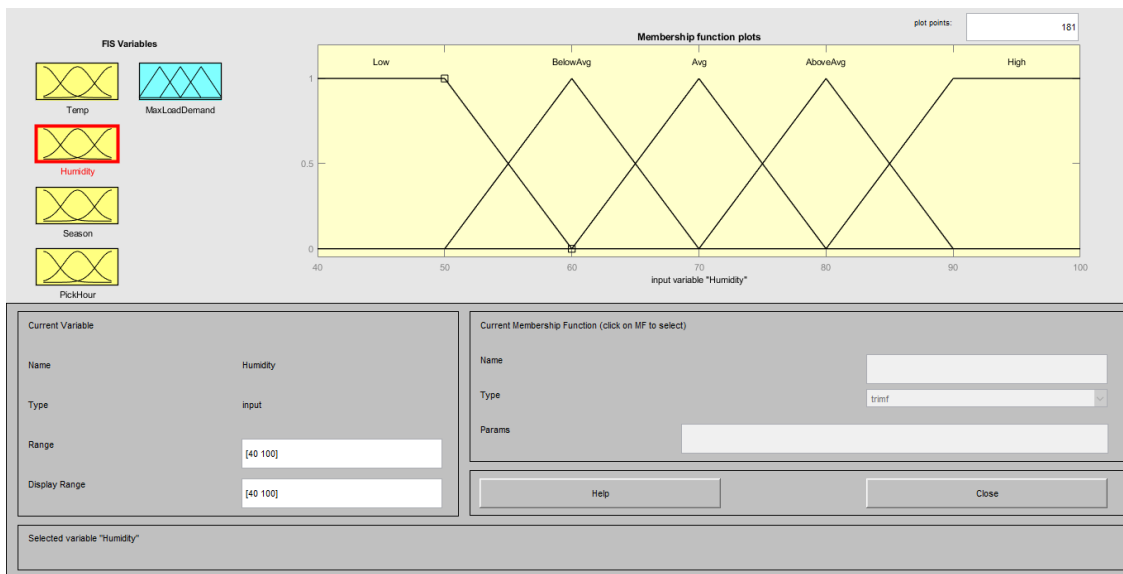 plot points:
181
FIS Variables
Membership function plots
Temp
MaxLoadDemand
Humidity
Season
PickHour
Low
BelowAvg
Avg
AboveAvg
High
1
0.5
0
40
50
60
70
80
90
100
input variable "Humidity"
Current Variable
Name
Humidity
Type
input
Range
[40 100]
Display Range
[40 100]
Current Membership Function (click on MF to select)
Name
Type
trimf
Params
Help
Close
Selected variable "Humidity"